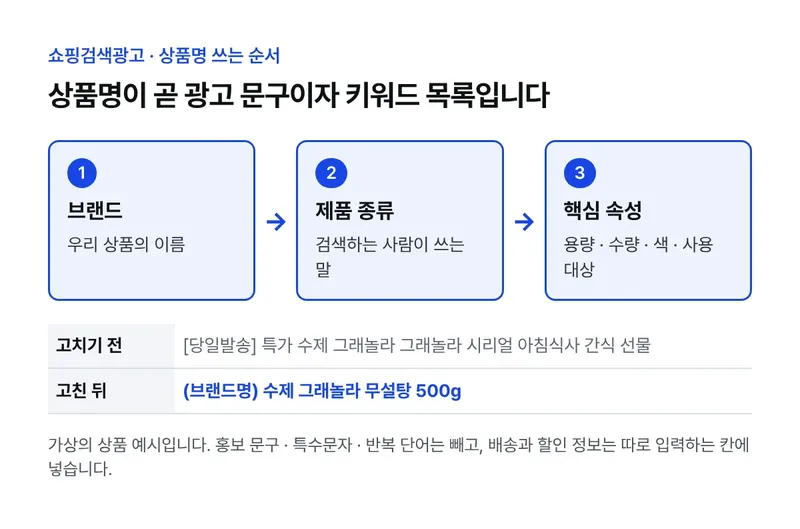 쇼핑검색광고 · 상품명 쓰는 순서
상품명이 곧 광고 문구이자 키워드 목록입니다
1
브랜드
우리 상품의 이름
→
2
제품 종류
검색하는 사람이 쓰는
말
→
3
핵심 속성
용량 · 수량 · 색 · 사용
대상
고치기 전
[당일발송] 특가 수제 그래놀라 그래놀라 시리얼 아침식사 간식 선물
고친 뒤
(브랜드명) 수제 그래놀라 무설탕 500g
가상의 상품 예시입니다. 홍보 문구 · 특수문자 · 반복 단어는 빼고, 배송과 할인 정보는 따로 입력하는 칸에
넣습니다.